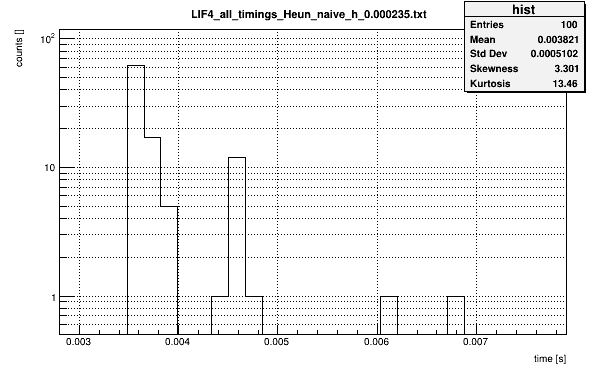 LIF4_all_timings_Heun_naive_h_0.000235.txt
hist
Entries 100
Mean 0.003821
Std Dev 0.0005102
Skewness 3.301
Kurtosis 13.46
counts []
10²
10
1
0.003 0.004 0.005 0.006 0.007
time [s]